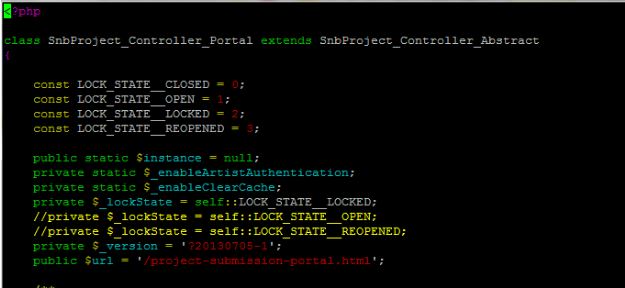 <?php
class SnbProject_Controller_Portal extends SnbProject_Controller_Abstract
{
const LOCK_STATE__CLOSED = 0;
const LOCK_STATE__OPEN = 1;
const LOCK_STATE__LOCKED = 2;
const LOCK_STATE__REOPENED = 3;
public static $instance = null;
private static $_enableArtistAuthentication;
private static $_enableClearCache;
private $_lockState = self::LOCK_STATE__LOCKED;
//private $_lockState = self::LOCK_STATE__OPEN;
//private $_lockState = self::LOCK_STATE__REOPENED;
private $_version = '?20130705-1';
public $url = '/project-submission-portal.html';
/**